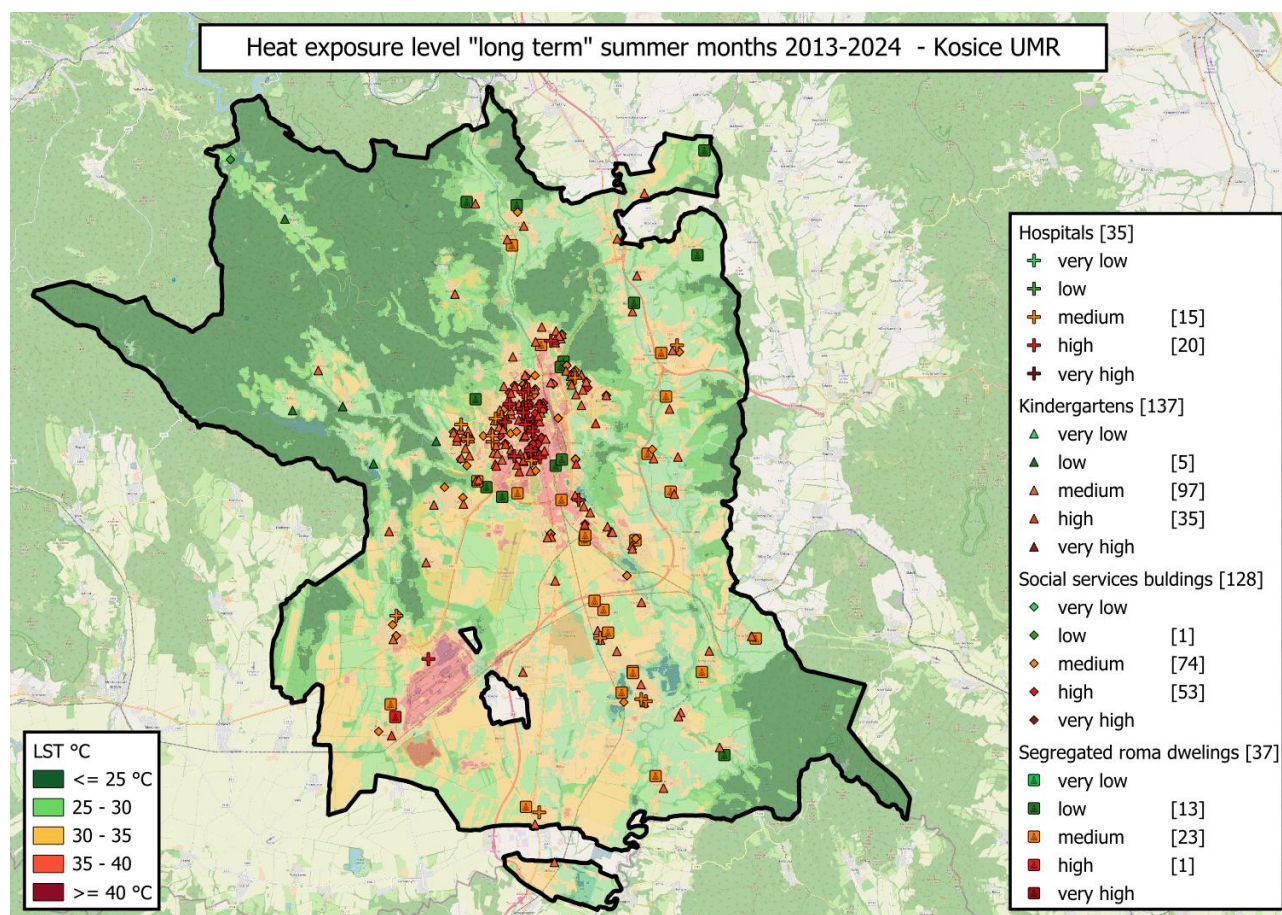 Heat exposure level "long term" summer months 2013-2024 - Kosice UMR
Hospitals [35]
very low
low
medium [15]
high [20]
very high
Kindergartens [137]
very low
low [5]
medium [97]
high [35]
very high
Social services buldings [128]
very low
low [1]
medium [74]
high [53]
very high
Segregated roma dwelings [37]
very low
low [13]
medium [23]
high [1]
very high
LST °C
<= 25 °C
25 - 30
30 - 35
35 - 40
>= 40 °C